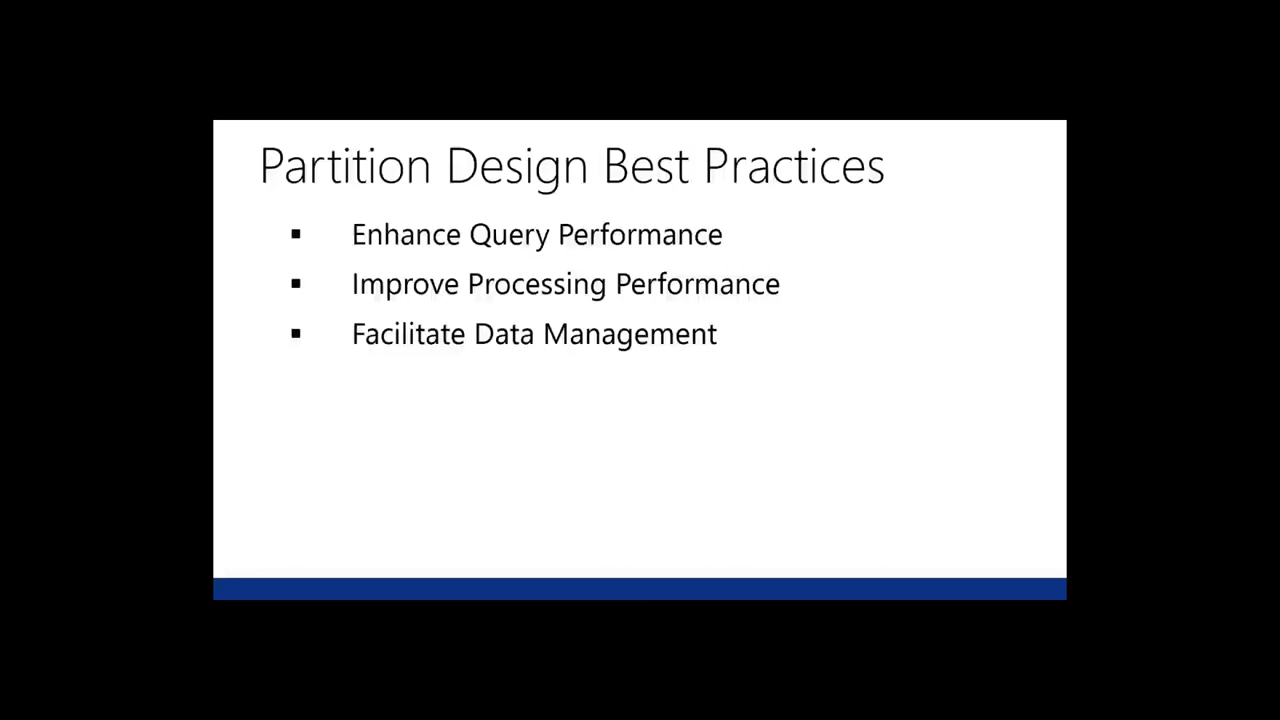 Partition Design Best Practices
▪ Enhance Query Performance
▪ Improve Processing Performance
▪ Facilitate Data Management